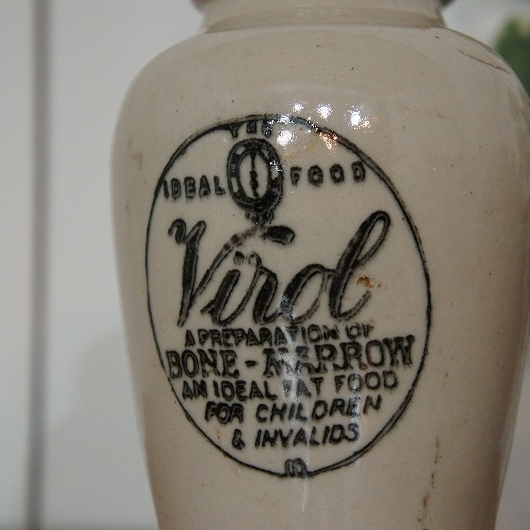 THE
IDEAL FOOD
Virol
A PREPARATION OF
BONE-MARROW
AN IDEAL FAT FOOD
FOR CHILDREN
& INVALIDS